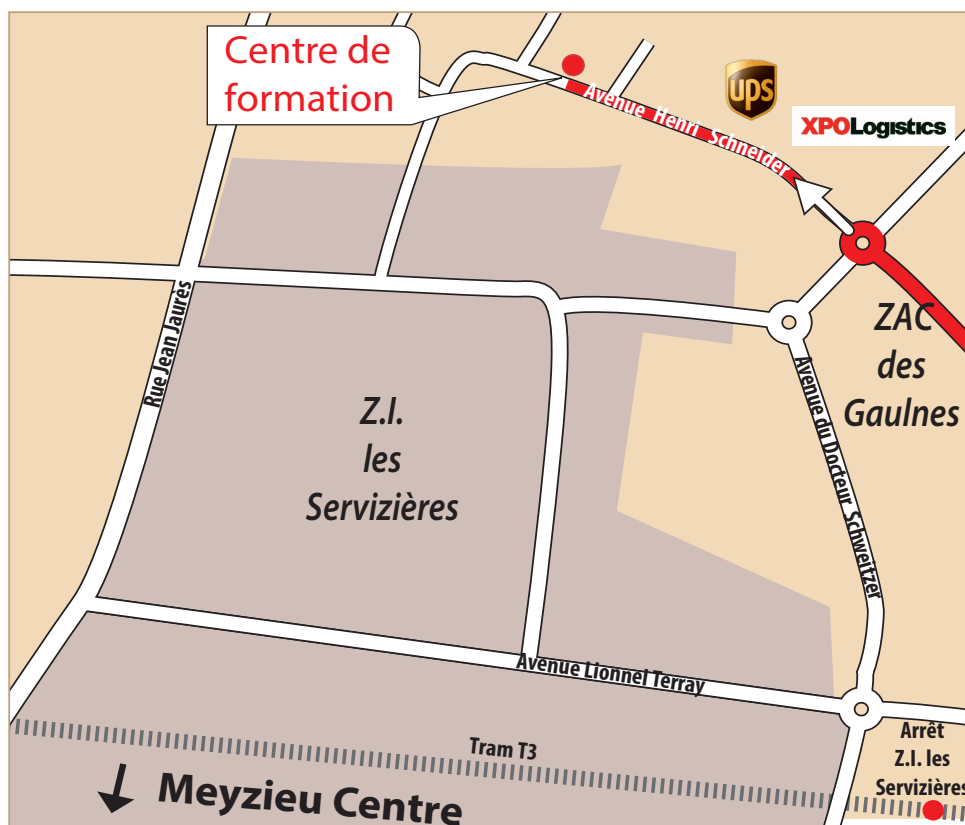 Centre de
formation
ups
XPOLogistics
Avenue Henri Schneider
ZAC
des
Gaulnes
Rue Jean Jaurès
Avenue du Docteur Schweitzer
Z.I.
les
Servizières
Avenue Lionnel Terray
Arrêt
Z.I. les
Servizières
Tram T3
Meyzieu Centre